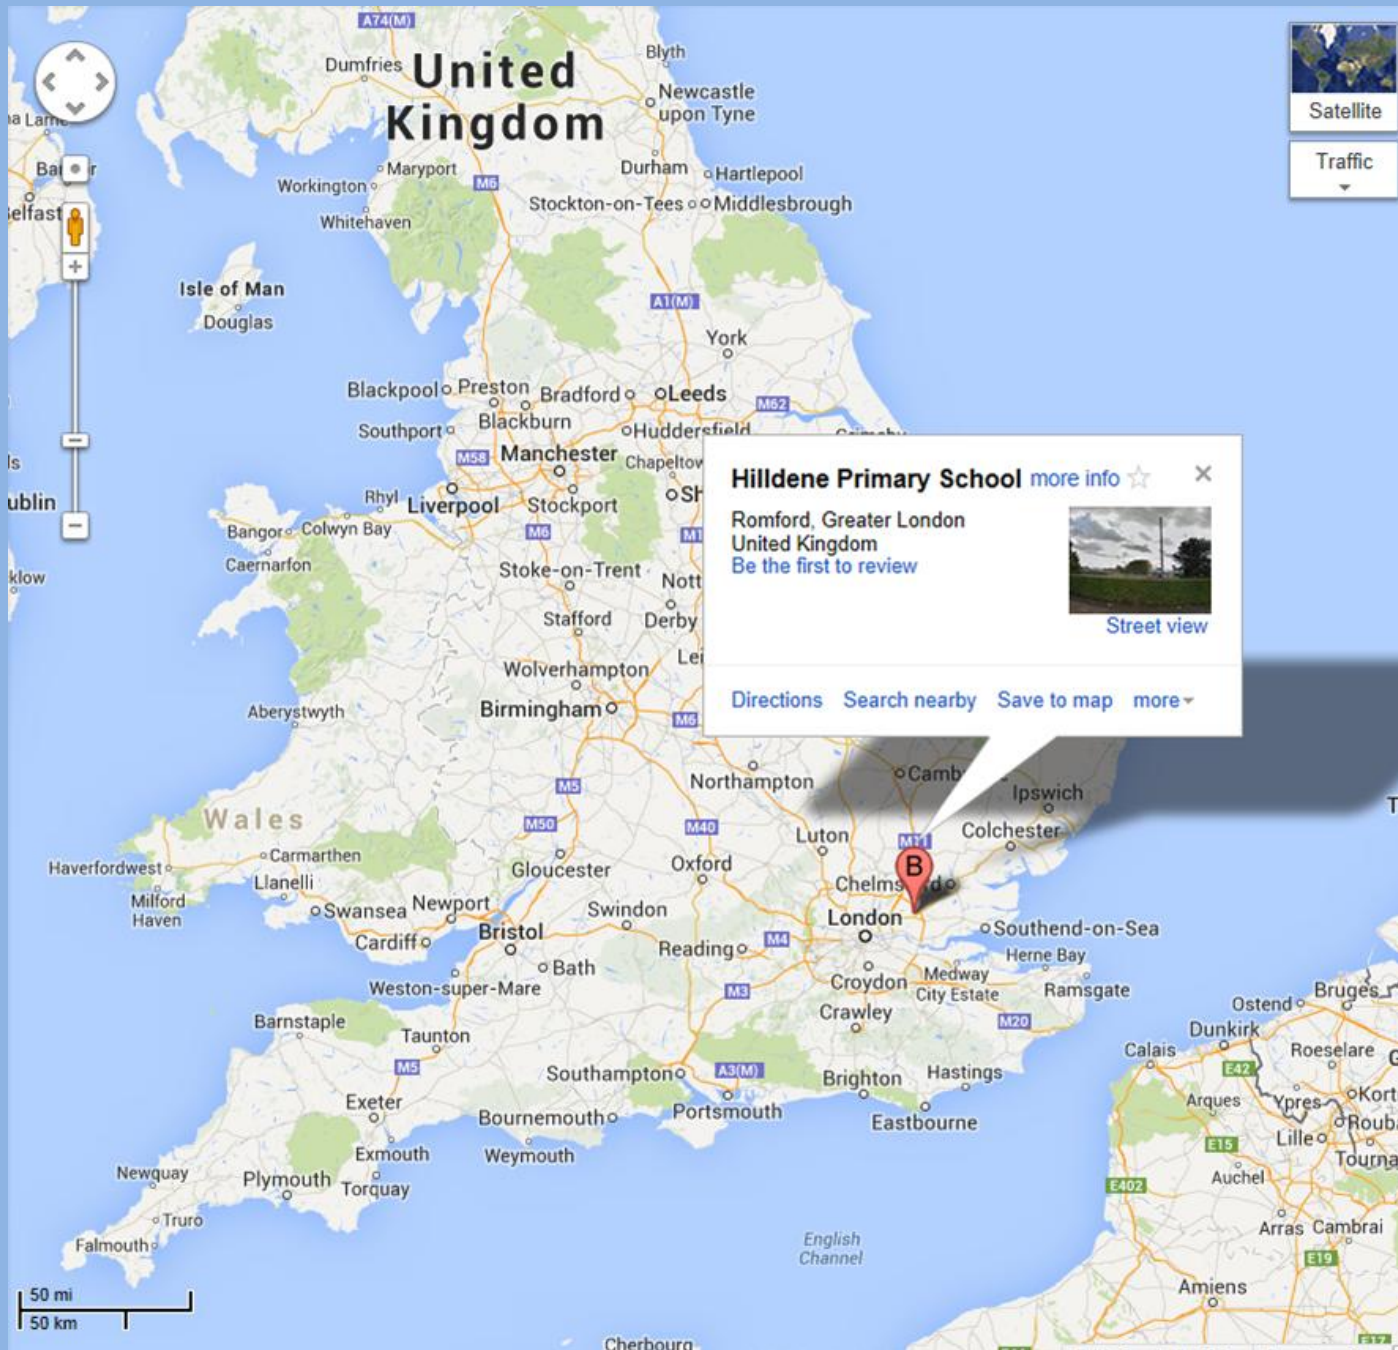 A74(M)
Blyth
Dumfries
United
Kingdom
Newcastle
upon Tyne
Satellite
Traffic
Maryport
Durham
Hartlepool
M6
Workington
Stockton-on-Tees
Middlesbrough
Whitehaven
Isle of Man
Douglas
A1(M)
York
Blackpool
Preston
Bradford
Leeds
M62
Blackburn
Southport
Huddersfield
M58
Manchester
Rhyl
Liverpool
Stockport
Bangor
Colwyn Bay
M6
Caernarfon
Stoke-on-Trent
Stafford
Derby
Wolverhampton
Aberystwyth
Birmingham
M6
Hilldene Primary School more info
Romford, Greater London
United Kingdom
Be the first to review
Street view
Directions Search nearby Save to map more
Northampton
Ipswich
M5
Wales
M50
M40
Luton
M11
Colchester
Haverfordwest
Carmarthen
Gloucester
Oxford
B
Llanelli
Milford
Haven
Swansea
Newport
Swindon
London
Cardiff
Bristol
Reading
M4
Southend-on-Sea
Bath
Herne Bay
Weston-super-Mare
Croydon
Medway
City Estate
Ramsgate
M3
Barnstaple
Crawley
M20
Ostend
Bruges
Taunton
Dunkirk
M5
Calais
Roeselare
Southampton
A3(M)
Brighton
Hastings
E42
Exeter
Bournemouth
Portsmouth
Eastbourne
Arques
Ypres
Exmouth
Weymouth
E15
Lille
Newquay
Plymouth
Torquay
E402
Auchel
Truro
Falmouth
English
Channel
Arras
Cambrai
E19
50 mi
50 km
Amiens
Cherbourg
E17